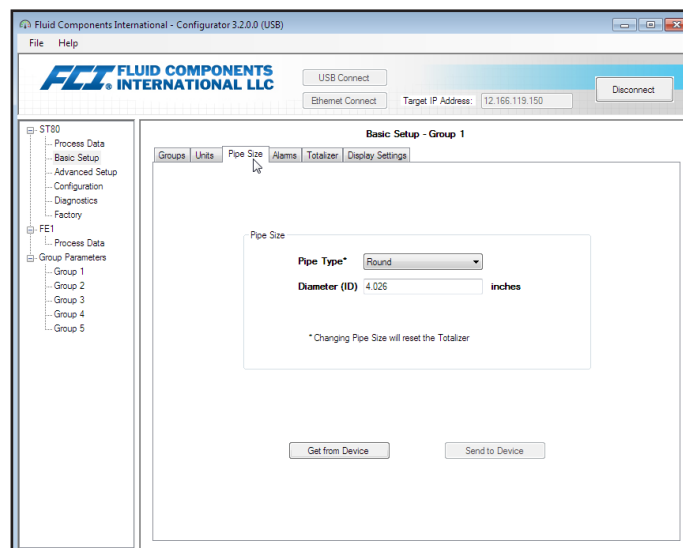 Fluid Components International - Configurator 3.2.0.0 (USB)
File Help
FCI® FLUID COMPONENTS
INTERNATIONAL LLC
USB Connect
Ethernet Connect Target IP Address: 12.166.119.150
Disconnect
ST80
Process Data
Basic Setup
Advanced Setup
Configuration
Diagnostics
Factory
FE1
Process Data
Group Parameters
Group 1
Group 2
Group 3
Group 4
Group 5
Basic Setup - Group 1
Groups Units Pipe Size Alarms Totalizer Display Settings
Pipe Size
Pipe Type* Round
Diameter (ID) 4.026 inches
* Changing Pipe Size will reset the Totalizer
Get from Device Send to Device